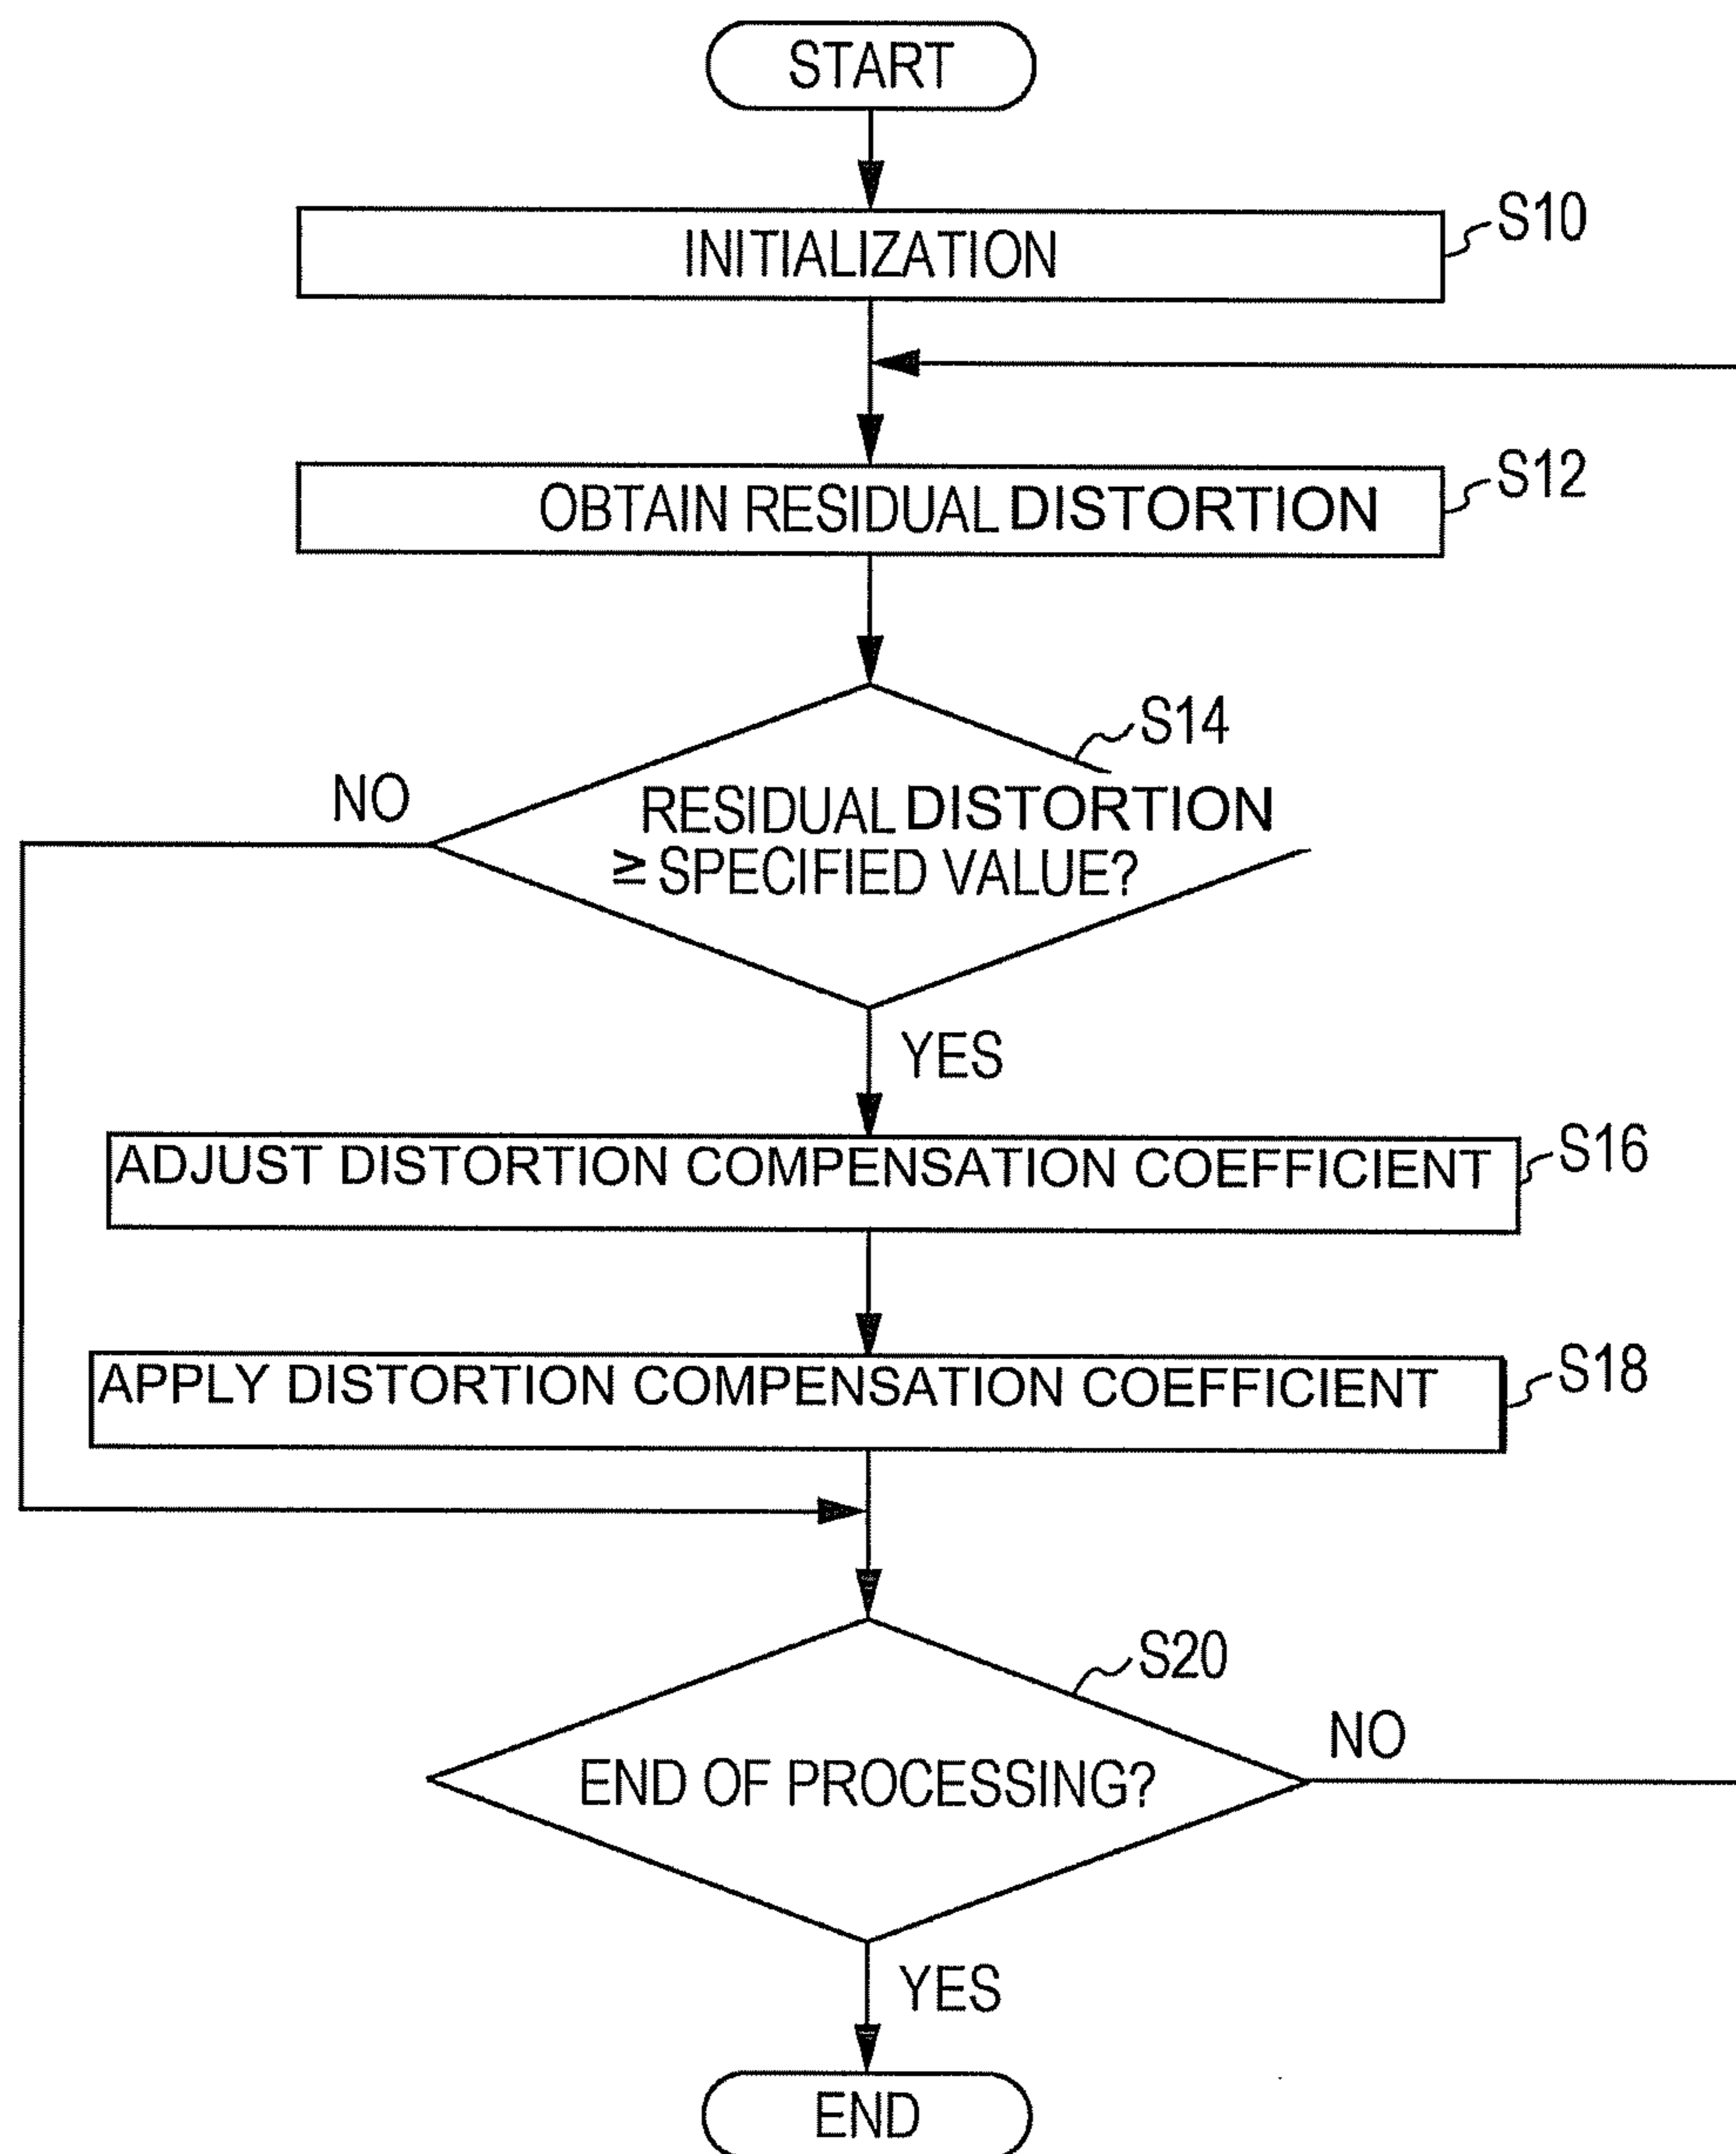 START
INITIALIZATION
S10
OBTAIN RESIDUAL DISTORTION
S12
S14
NO
RESIDUAL DISTORTION
≥ SPECIFIED VALUE?
YES
ADJUST DISTORTION COMPENSATION COEFFICIENT
S16
APPLY DISTORTION COMPENSATION COEFFICIENT
S18
S20
NO
END OF PROCESSING?
YES
END